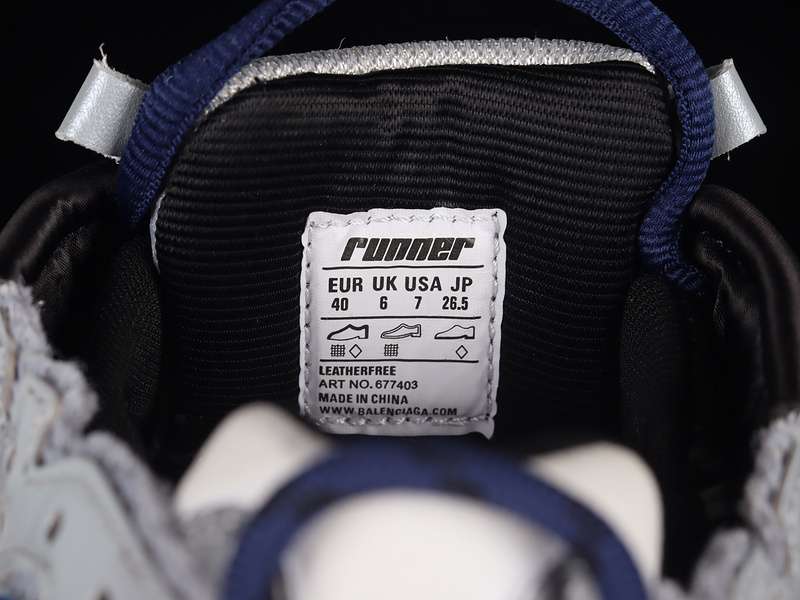 runner
EUR UK USA JP
40 6 7 26.5
LEATHERFREE
ART NO.677403
MADE IN CHINA
WWW.BALENCIAGA.COM